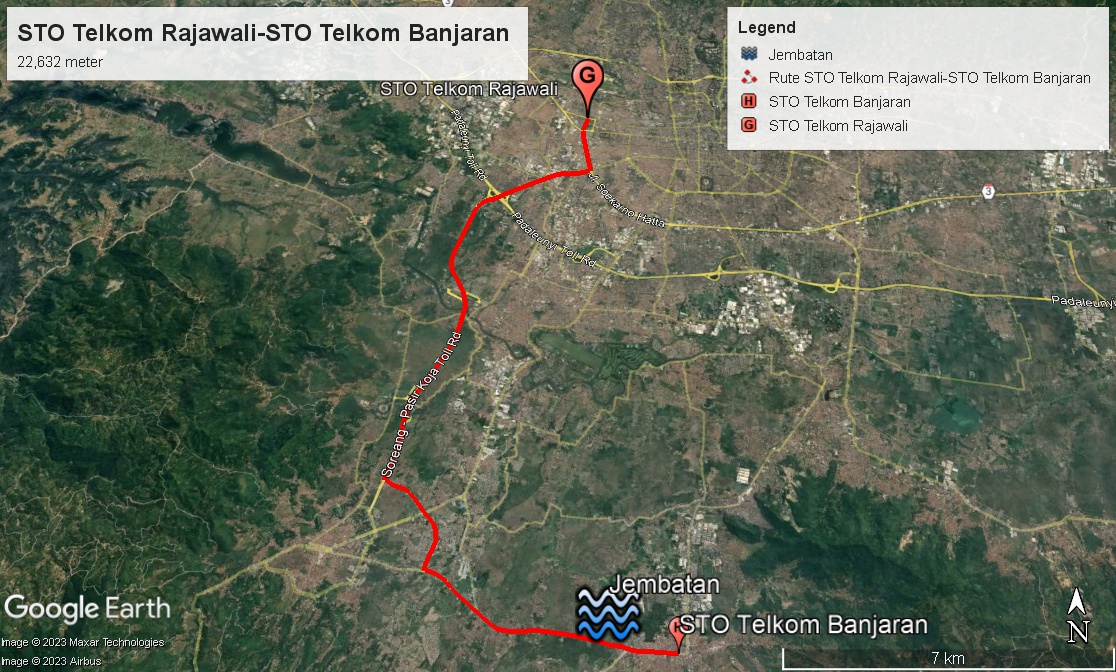 STO Telkom Rajawali-STO Telkom Banjaran
22,632 meter
Legend
Jembatan
Rute STO Telkom Rajawali-STO Telkom Banjaran
H STO Telkom Banjaran
G STO Telkom Rajawali
3
G
STO Telkom Rajawali
Padaleunyi Toll Rd
Jl. Soekarno Hatta
3
Padaleunyi Toll Rd
Padaleunyi
Soreang - Pasir Koja Toll Rd
Jembatan
H
STO Telkom Banjaran
Google Earth
Image © 2023 Maxar Technologies
Image © 2023 Airbus
N
7 km